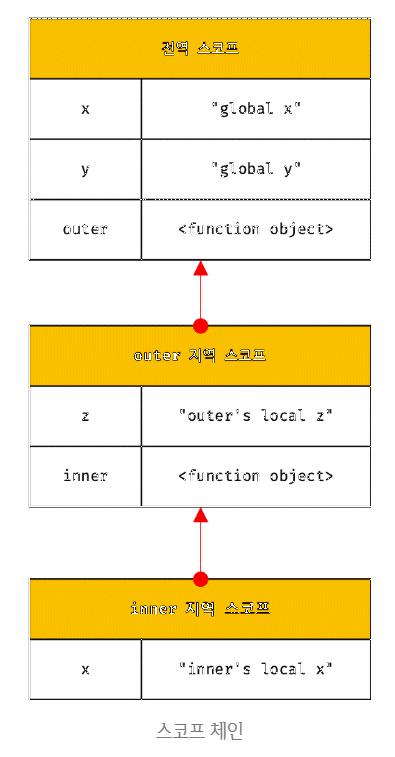 전역 스코프
x "global x"
y "global y"
outer <function object>
outer 지역 스코프
z "outer's local z"
inner <function object>
inner 지역 스코프
x "inner's local x"
스코프 체인